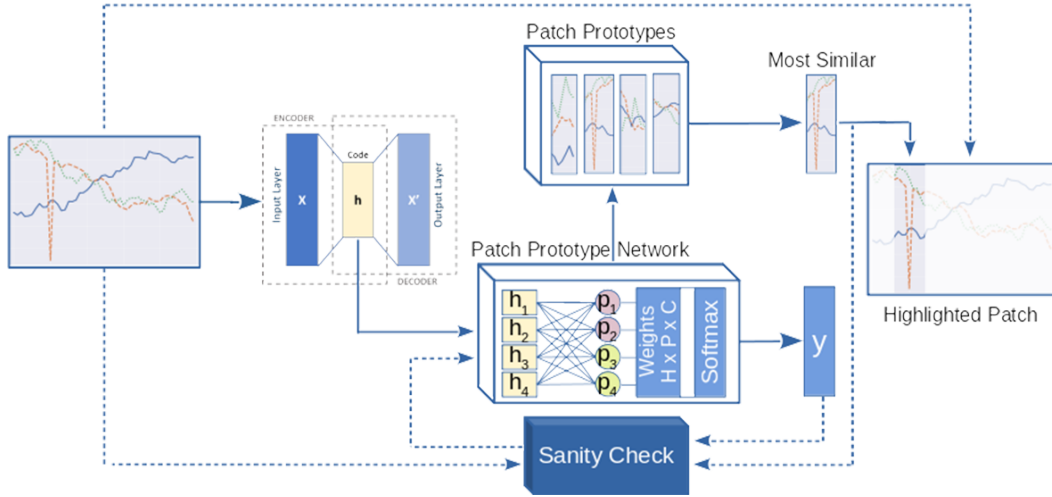 Patch Prototypes
Most Similar
ENCODER
Input Layer
X
Code
h
X'
Output Layer
DECODER
Patch Prototype Network
h1
h2
h3
h4
p1
p2
p3
p4
Weights
H x P x C
Softmax
y
Highlighted Patch
Sanity Check